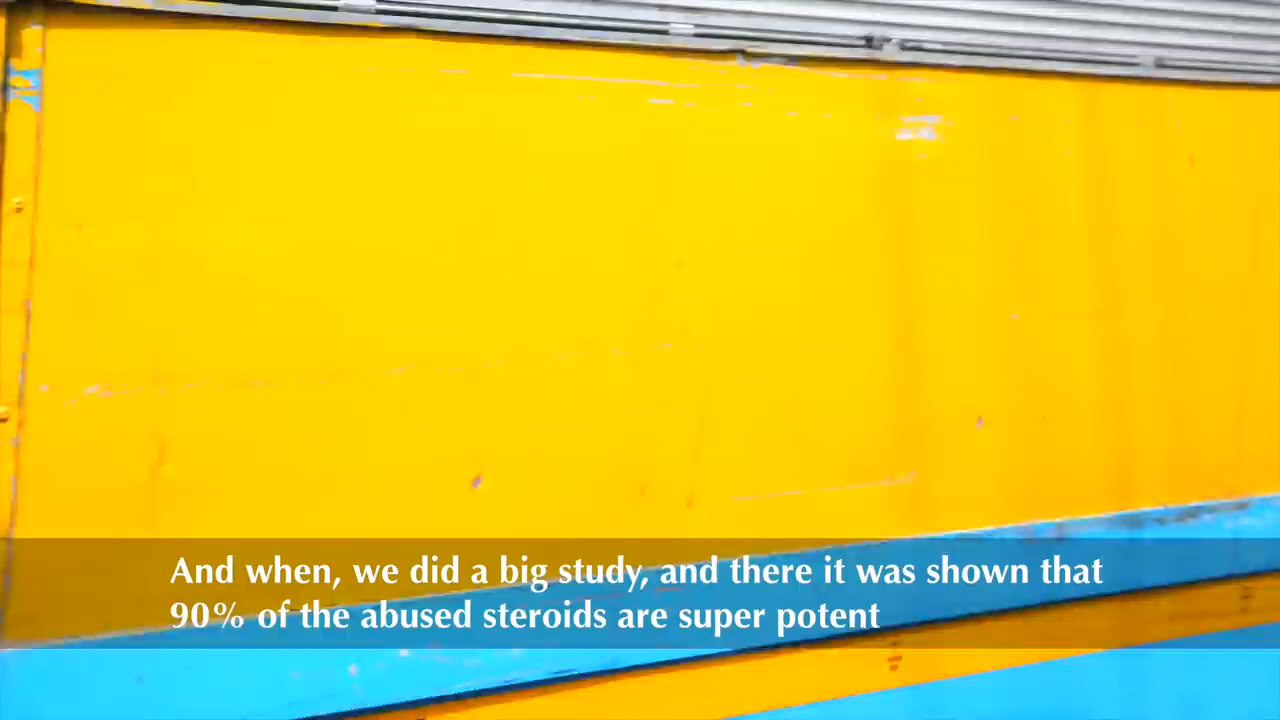 And when, we did a big study, and there it was shown that
90% of the abused steroids are super potent